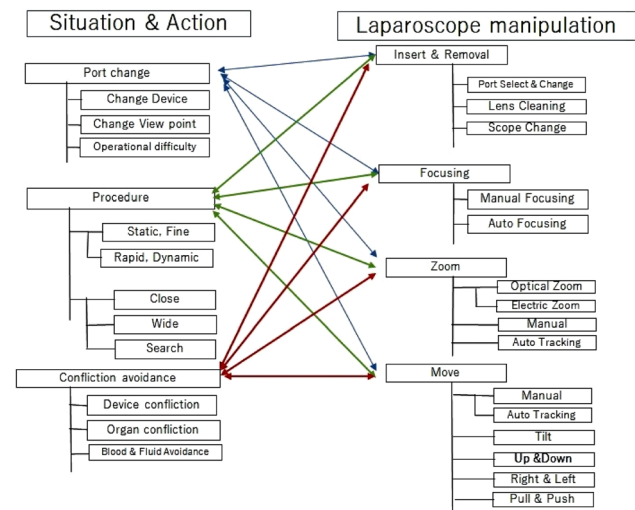 Situation & Action
Port change
Change Device
Change View point
Operational difficulty
Procedure
Static, Fine
Rapid, Dynamic
Close
Wide
Search
Confliction avoidance
Device confliction
Organ confliction
Blood & Fluid Avoidance
Laparoscope manipulation
Insert & Removal
Port Select & Change
Lens Cleaning
Scope Change
Focusing
Manual Focusing
Auto Focusing
Zoom
Optical Zoom
Electric Zoom
Manual
Auto Tracking
Move
Manual
Auto Tracking
Tilt
Up &Down
Right & Left
Pull & Push